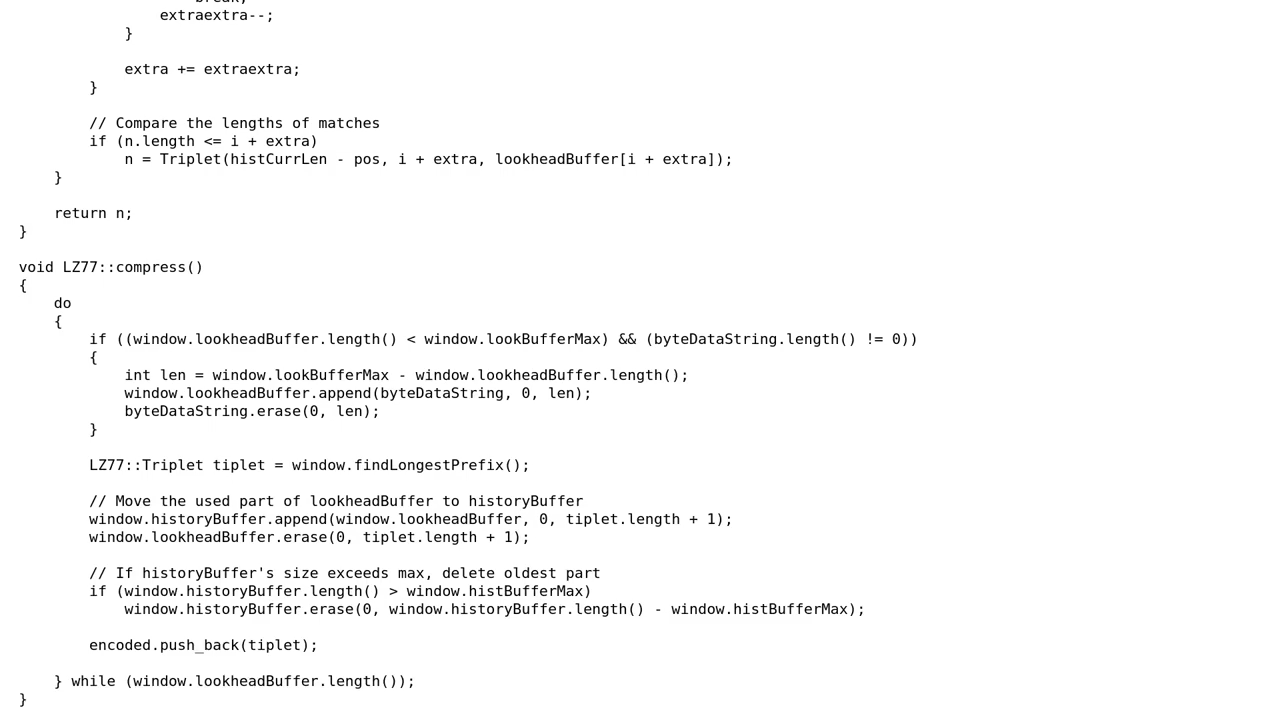 break;
                extraextra--;
            }

            extra += extraextra;
        }

        // Compare the lengths of matches
        if (n.length <= i + extra)
            n = Triplet(histCurrLen - pos, i + extra, lookheadBuffer[i + extra]);
    }

    return n;
}

void LZ77::compress()
{
    do
    {
        if ((window.lookheadBuffer.length() < window.lookBufferMax) && (byteDataString.length() != 0))
        {
            int len = window.lookBufferMax - window.lookheadBuffer.length();
            window.lookheadBuffer.append(byteDataString, 0, len);
            byteDataString.erase(0, len);
        }

        LZ77::Triplet tiplet = window.findLongestPrefix();

        // Move the used part of lookheadBuffer to historyBuffer
        window.historyBuffer.append(window.lookheadBuffer, 0, tiplet.length + 1);
        window.lookheadBuffer.erase(0, tiplet.length + 1);

        // If historyBuffer's size exceeds max, delete oldest part
        if (window.historyBuffer.length() > window.histBufferMax)
            window.historyBuffer.erase(0, window.historyBuffer.length() - window.histBufferMax);

        encoded.push_back(tiplet);

    } while (window.lookheadBuffer.length());
}